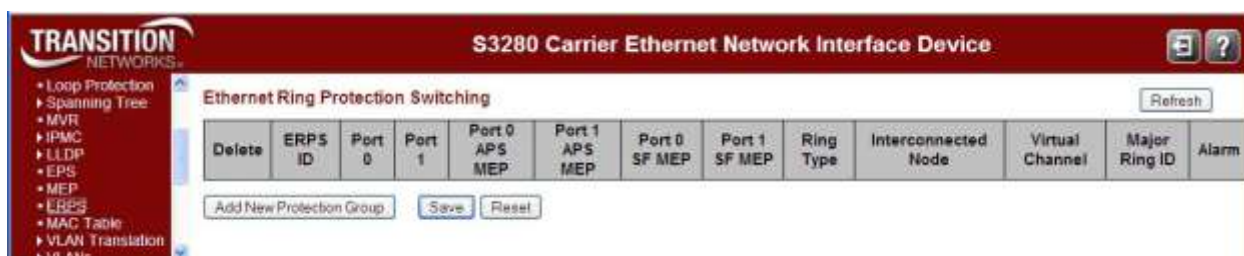 TRANSITION
NETWORKS
S3280 Carrier Ethernet Network Interface Device
?
Loop Protection
Spanning Tree
MVR
IPMC
LLDP
EPS
MEP
ERPS
MAC Table
VLAN Translation
VLANs
Ethernet Ring Protection Switching
Refresh
Delete
ERPS ID
Port 0
Port 1
Port 0 APS MEP
Port 1 APS MEP
Port 0 SF MEP
Port 1 SF MEP
Ring Type
Interconnected Node
Virtual Channel
Major Ring ID
Alarm
Add New Protection Group
Save
Reset